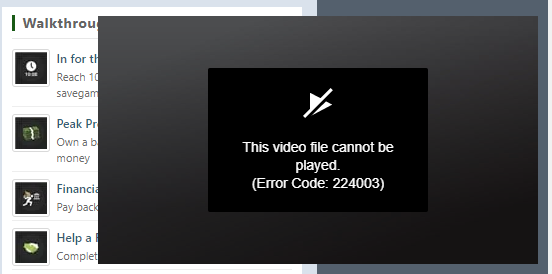 Walkthrou
In for th
10:00
Reach 10
savegam
Peak Pr
Own a b
money
Financia
Pay back
Help a F
Complet
This video file cannot be
played.
(Error Code: 224003)